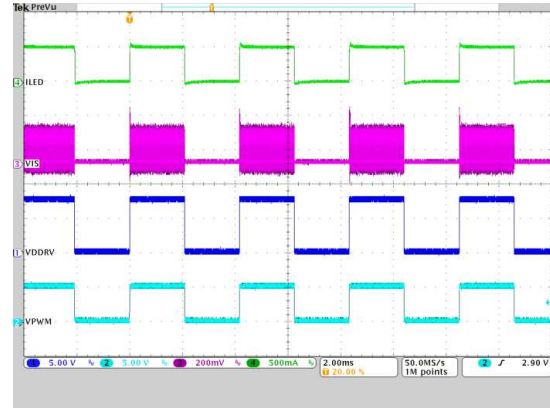 Tek PreVu
T
4 ILED
3 VIS
1 VDDRV
2 VPWM
1 5.00 V 2 5.00 V 3 200mV 4 500mA 2.00ms 50.0MS/s 2 2.90 V
T 20.00 % 1M points